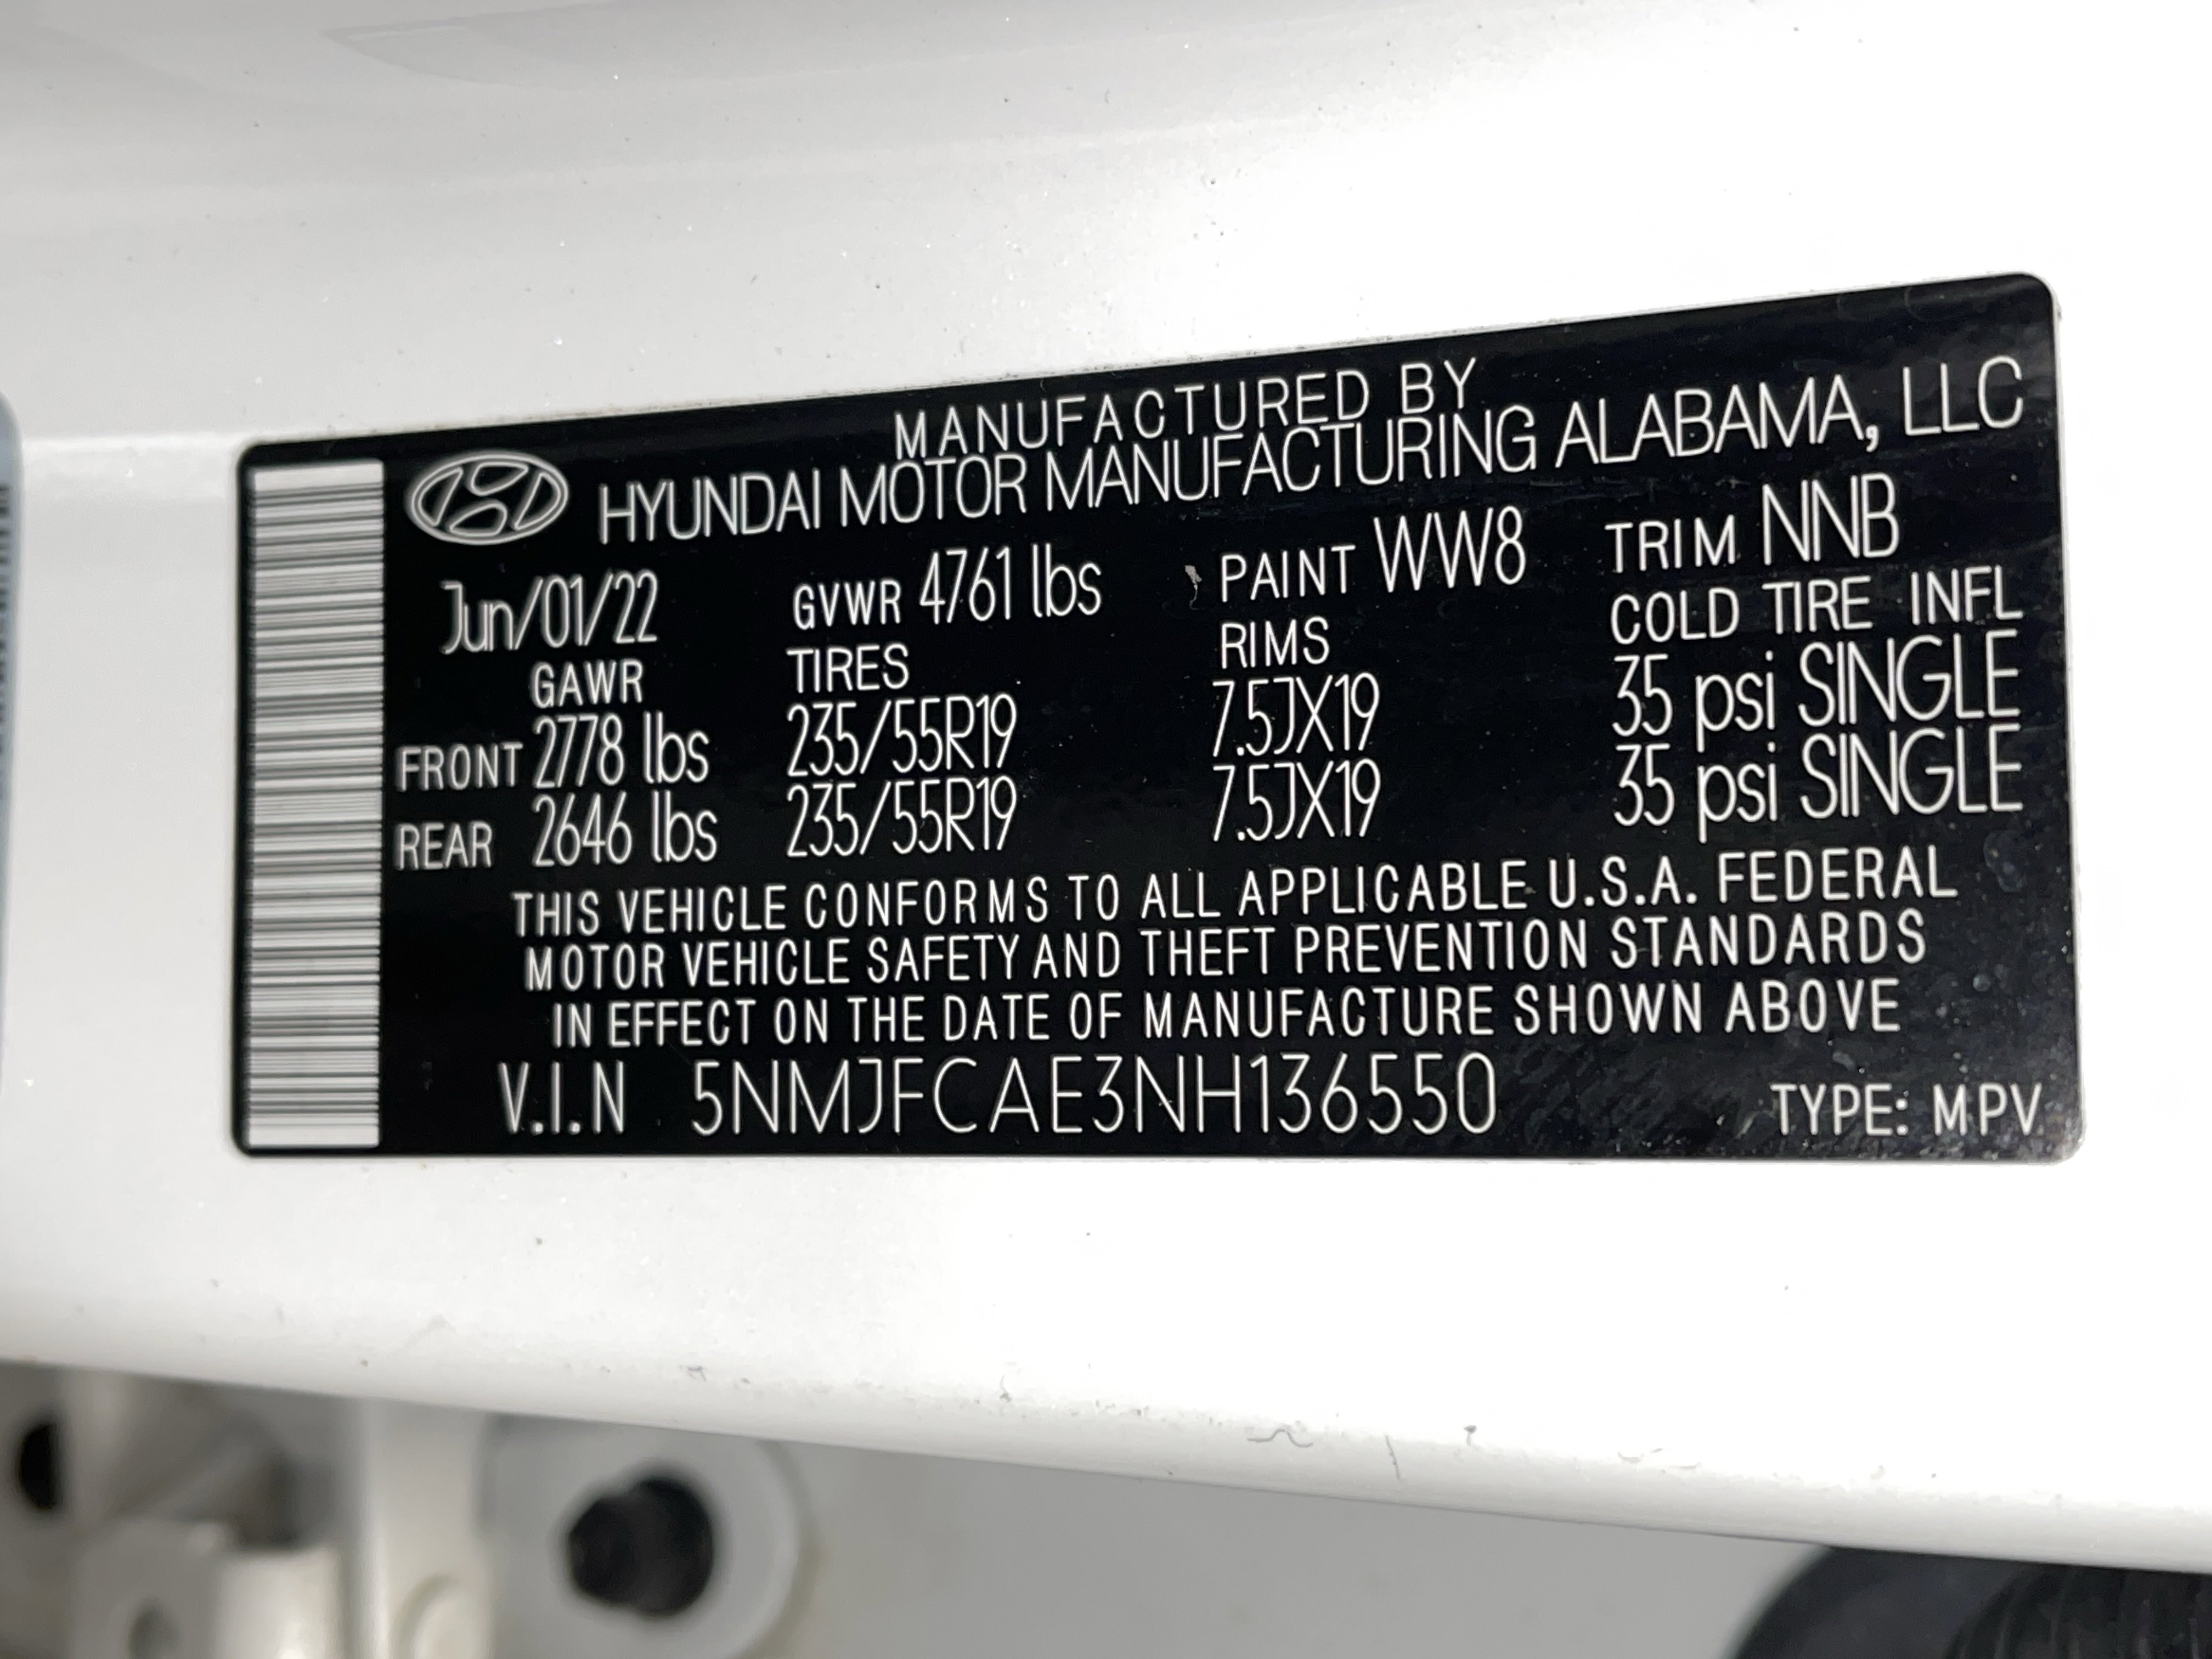 MANUFACTURED BY
HYUNDAI MOTOR MANUFACTURING ALABAMA, LLC
Jun/01/22 GVWR 4761 lbs PAINT WW8 TRIM NNB
GAWR TIRES RIMS COLD TIRE INFL
FRONT 2778 lbs 235/55R19 7.5JX19 35 psi SINGLE
REAR 2646 lbs 235/55R19 7.5JX19 35 psi SINGLE
THIS VEHICLE CONFORMS TO ALL APPLICABLE U.S.A. FEDERAL
MOTOR VEHICLE SAFETY AND THEFT PREVENTION STANDARDS
IN EFFECT ON THE DATE OF MANUFACTURE SHOWN ABOVE
V.I.N 5NMJFCAE3NH136550 TYPE: MPV